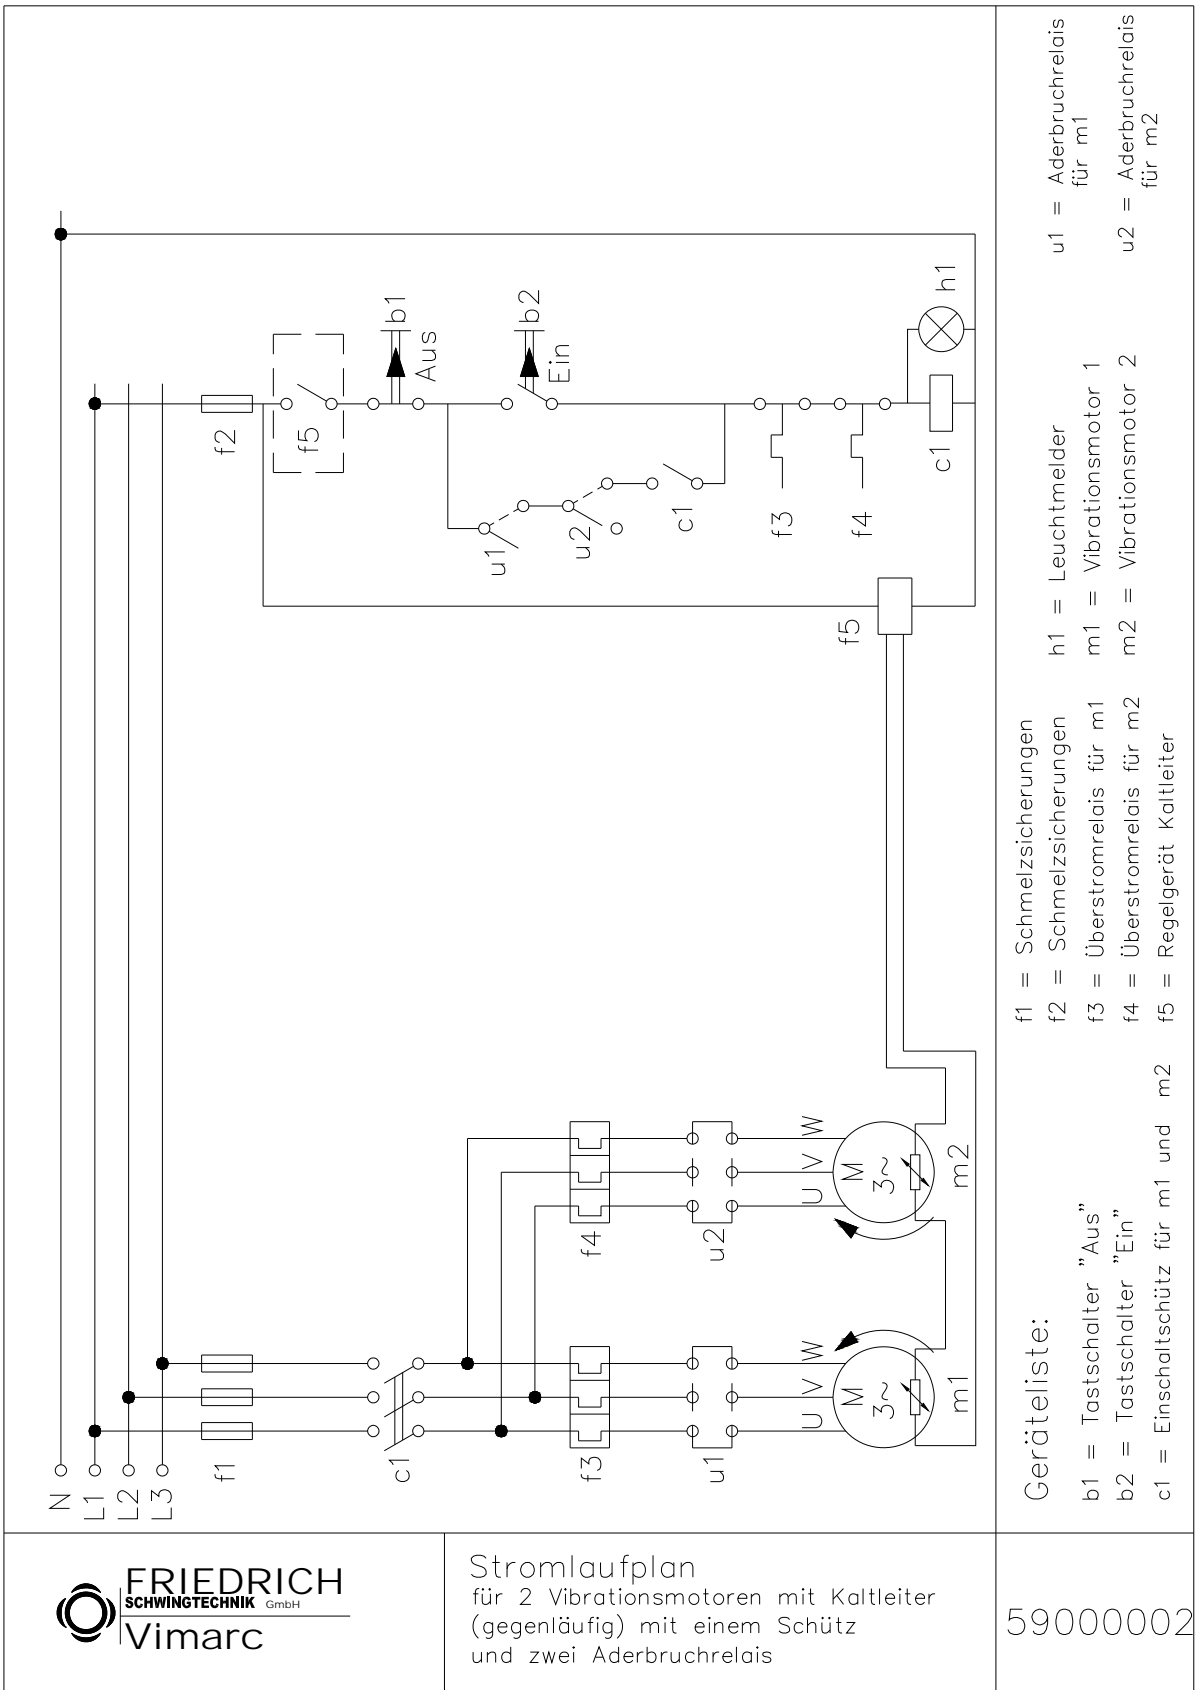 N
L1
L2
L3
f1
c1
f3
u1
U
V
W
M
3~
m1
f4
u2
U
V
W
M
3~
m2
f2
f5
b1
Aus
b2
Ein
u1
u2
c1
f3
f4
c1
h1
f5
Geräteliste:
b1 = Tastschalter "Aus"
b2 = Tastschalter "Ein"
c1 = Einschaltschütz für m1 und m2
f1 = Schmelzsicherungen
f2 = Schmelzsicherungen
f3 = Überstromrelais für m1
f4 = Überstromrelais für m2
f5 = Regelgerät Kaltleiter
h1 = Leuchtmelder
m1 = Vibrationsmotor 1
m2 = Vibrationsmotor 2
u1 = Aderbruchrelais
für m1
u2 = Aderbruchrelais
für m2
FRIEDRICH
SCHWINGTECHNIK GmbH
Vimarc
Stromlaufplan
für 2 Vibrationsmotoren mit Kaltleiter
(gegenläufig) mit einem Schütz
und zwei Aderbruchrelais
59000002